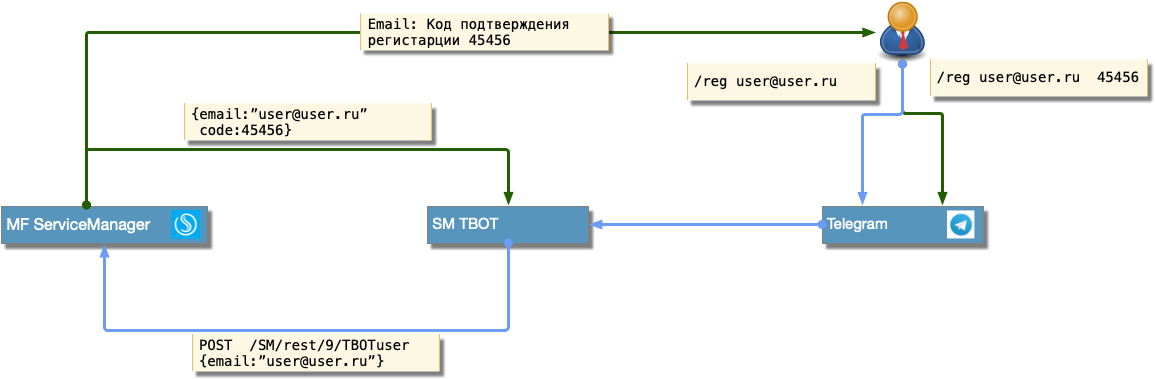 Email: Код подтверждения
регистарции 45456
/reg user@user.ru
/reg user@user.ru  45456
{email:”user@user.ru”
code:45456}
MF ServiceManager
SM TBOT
Telegram
POST  /SM/rest/9/TBOTuser
{email:”user@user.ru”}